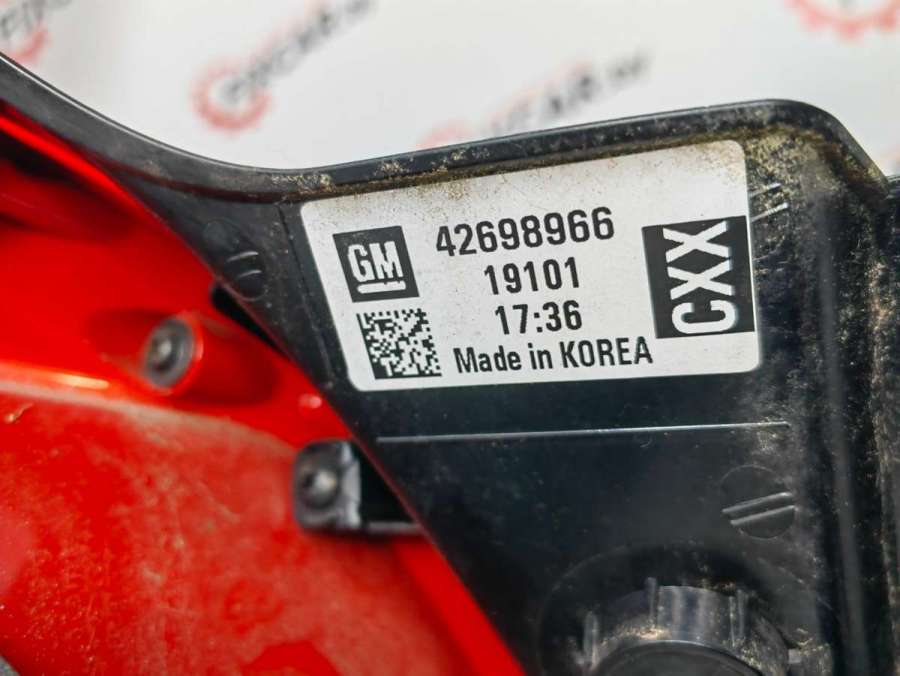 GM
42698966
19101
17:36
Made in KOREA
CXX